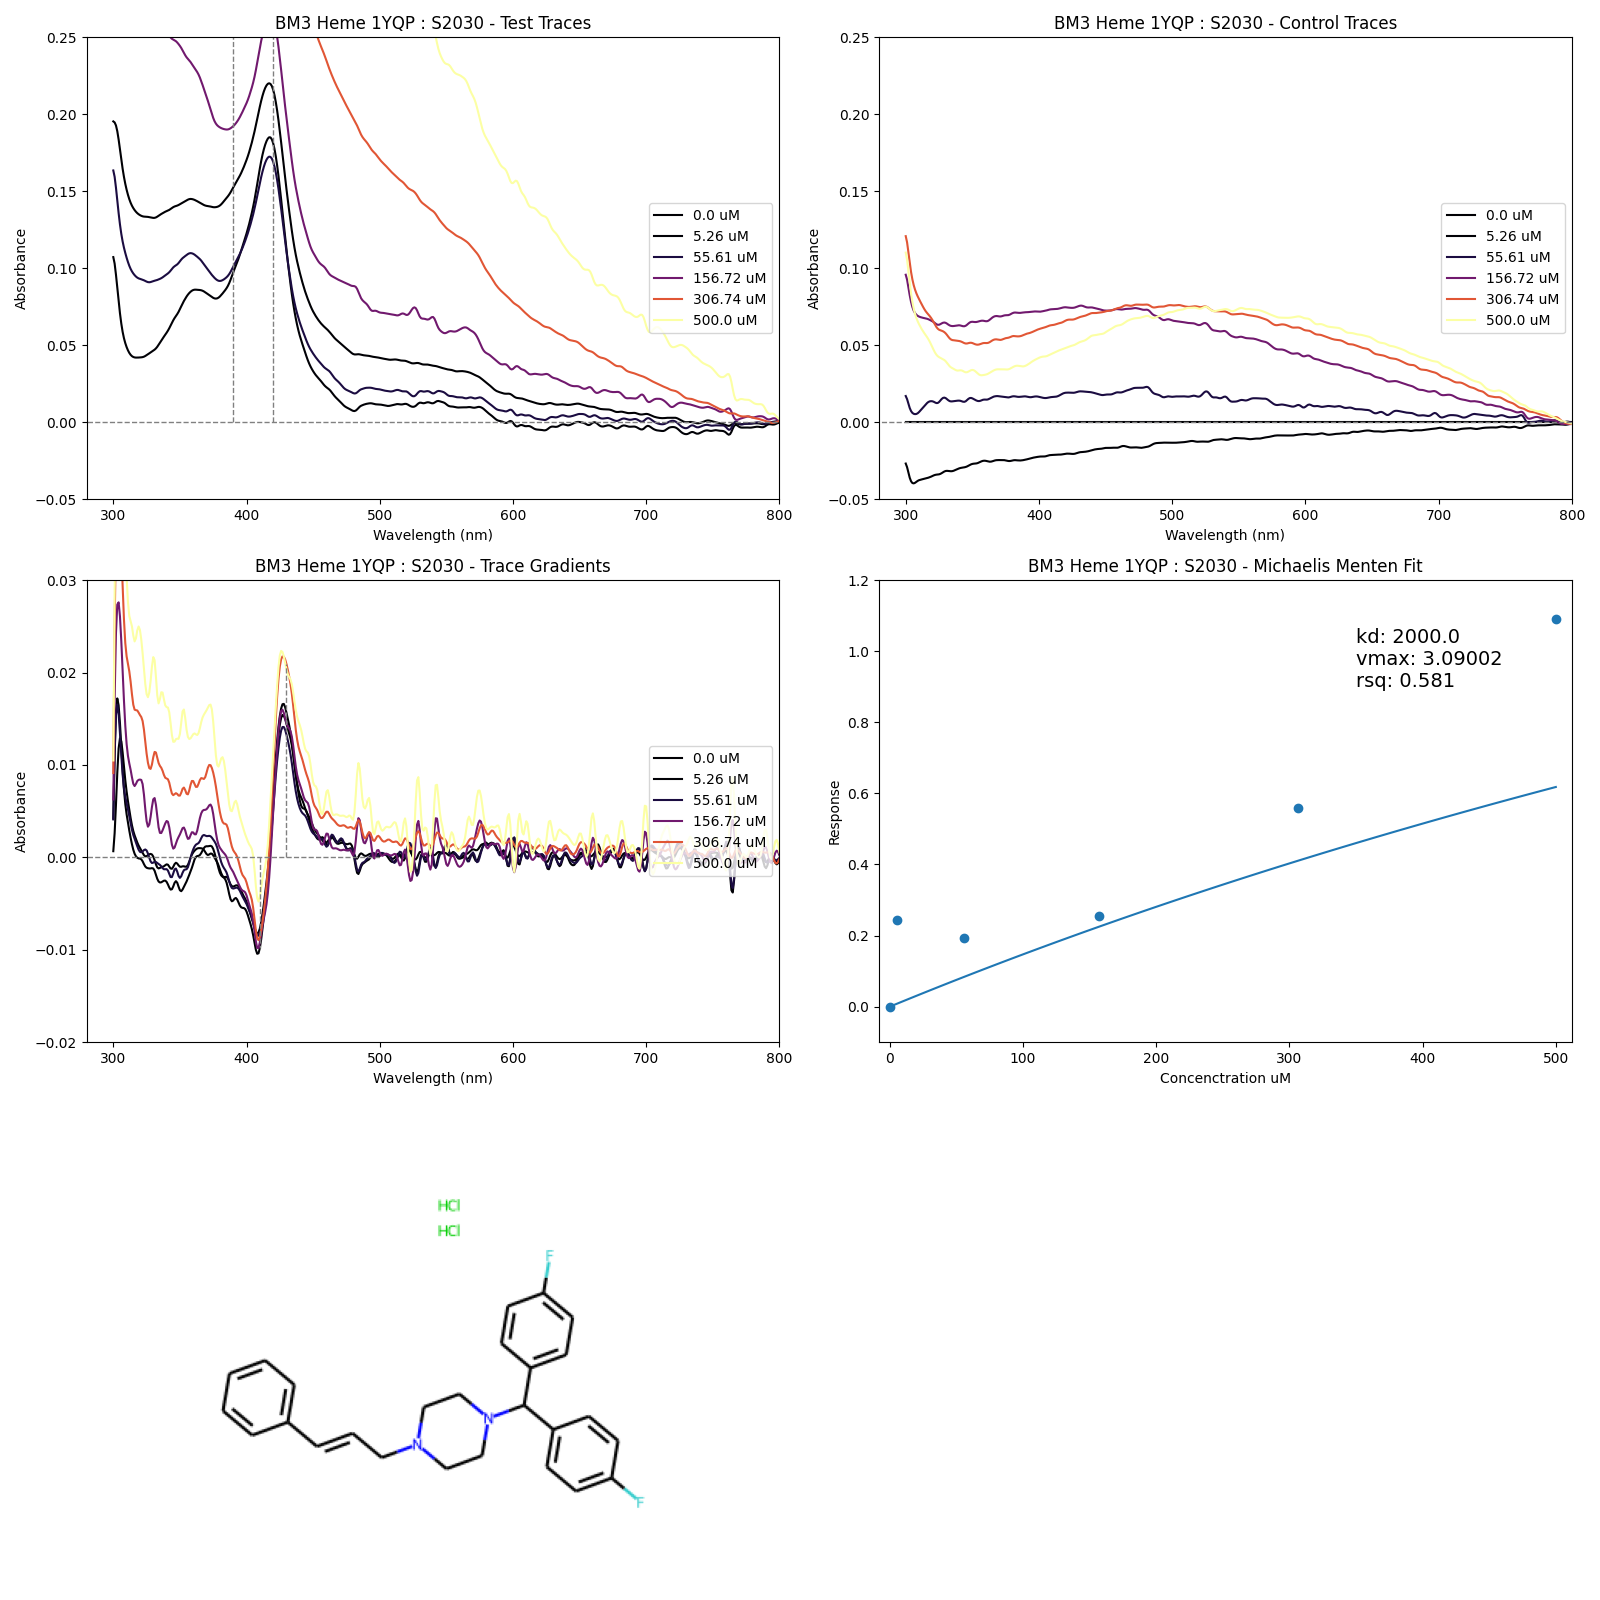 BM3 Heme 1YQP : S2030 - Test Traces
0.25
0.20
0.15
0.10
0.05
0.00
−0.05
Absorbance
300 400 500 600 700 800
Wavelength (nm)
0.0 uM
5.26 uM
55.61 uM
156.72 uM
306.74 uM
500.0 uM
BM3 Heme 1YQP : S2030 - Control Traces
0.25
0.20
0.15
0.10
0.05
0.00
−0.05
Absorbance
300 400 500 600 700 800
Wavelength (nm)
0.0 uM
5.26 uM
55.61 uM
156.72 uM
306.74 uM
500.0 uM
BM3 Heme 1YQP : S2030 - Trace Gradients
0.03
0.02
0.01
0.00
−0.01
−0.02
Absorbance
300 400 500 600 700 800
Wavelength (nm)
0.0 uM
5.26 uM
55.61 uM
156.72 uM
306.74 uM
500.0 uM
BM3 Heme 1YQP : S2030 - Michaelis Menten Fit
1.2
1.0
0.8
0.6
0.4
0.2
0.0
Response
0 100 200 300 400 500
Concenctration uM
kd: 2000.0
vmax: 3.09002
rsq: 0.581
HCl
HCl
F
N
N
F